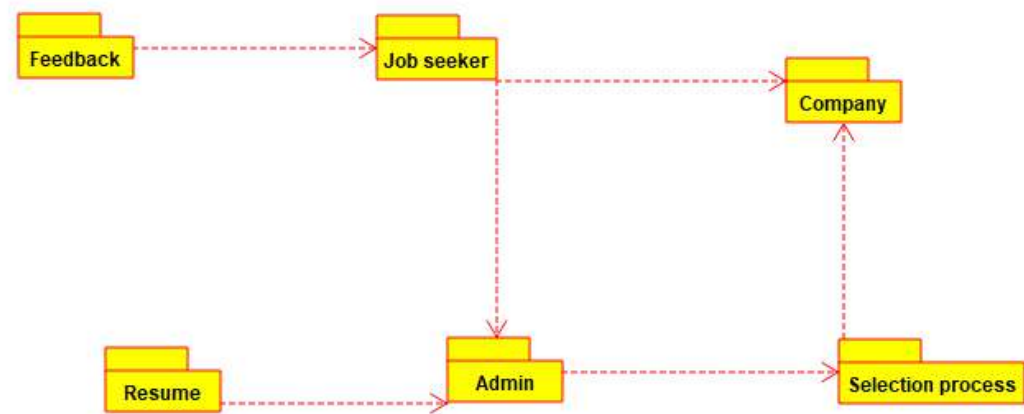 Feedback
Job seeker
Company
Resume
Admin
Selection process